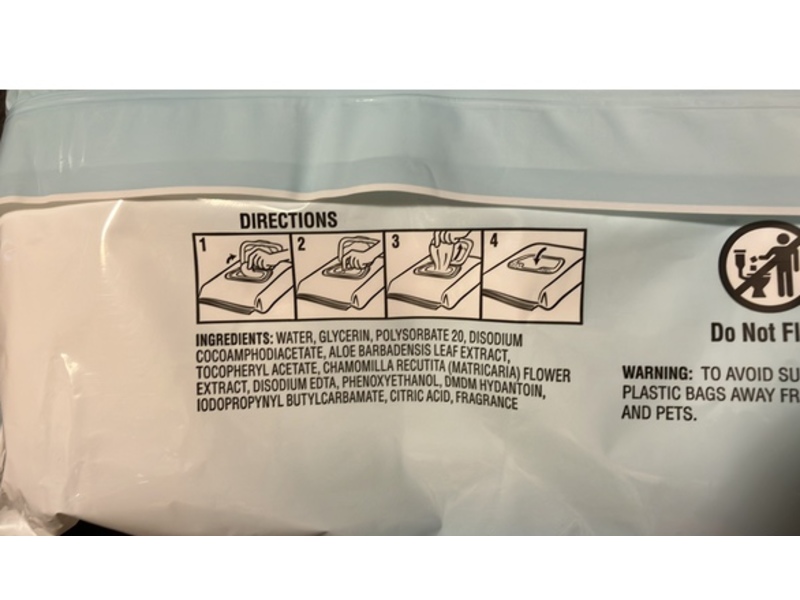 DIRECTIONS
1 2 3 4
INGREDIENTS: WATER, GLYCERIN, POLYSORBATE 20, DISODIUM
COCOAMPHODIACETATE, ALOE BARBADENSIS LEAF EXTRACT,
TOCOPHERYL ACETATE, CHAMOMILLA RECUTITA (MATRICARIA) FLOWER
EXTRACT, DISODIUM EDTA, PHENOXYETHANOL, DMDM HYDANTOIN,
IODOPROPYNYL BUTYLCARBAMATE, CITRIC ACID, FRAGRANCE
Do Not
WARNING: TO AVOID
PLASTIC BAGS AWAY
AND PETS.